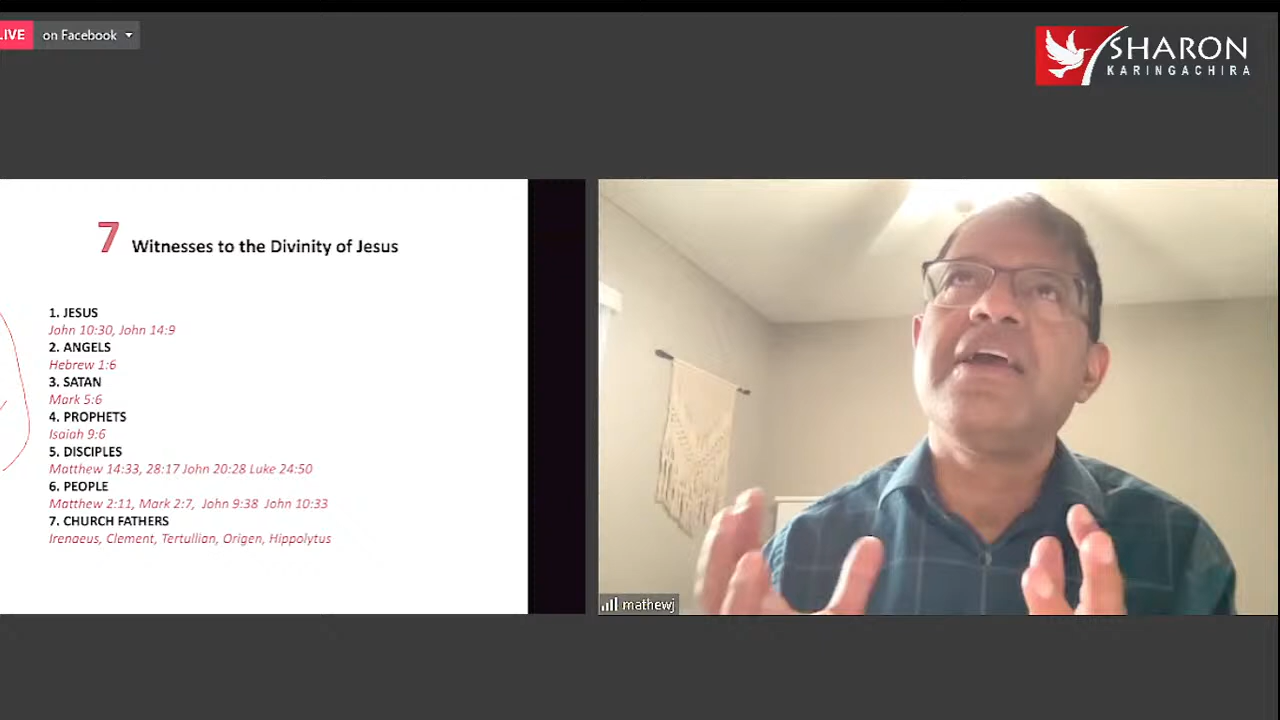 LIVE on Facebook
SHARON
KARINGACHIRA
7 Witnesses to the Divinity of Jesus
1. JESUS
John 10:30, John 14:9
2. ANGELS
Hebrew 1:6
3. SATAN
Mark 5:6
4. PROPHETS
Isaiah 9:6
5. DISCIPLES
Matthew 14:33, 28:17 John 20:28 Luke 24:50
6. PEOPLE
Matthew 2:11, Mark 2:7, John 9:38 John 10:33
7. CHURCH FATHERS
Irenaeus, Clement, Tertullian, Origen, Hippolytus
mathewj